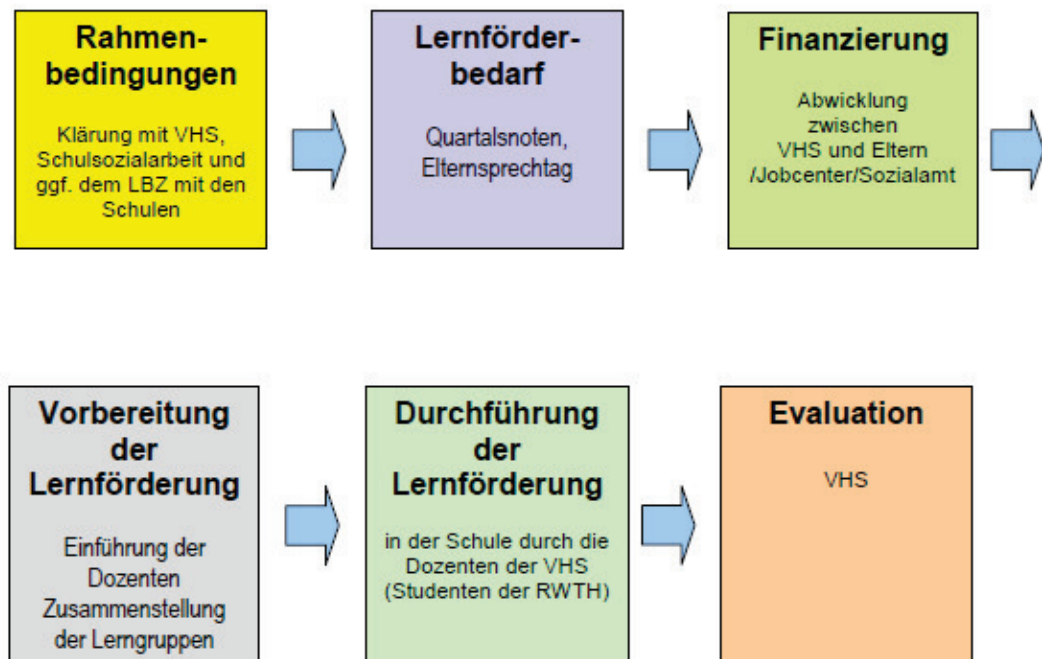 Rahmen-
bedingungen
Klärung mit VHS,
Schulsozialarbeit und
ggf. dem LBZ mit den
Schulen
Lernförder-
bedarf
Quartalsnoten,
Elternsprechtag
Finanzierung
Abwicklung
zwischen
VHS und Eltern
/Jobcenter/Sozialamt
Vorbereitung
der
Lernförderung
Einführung der
Dozenten
Zusammenstellung
der Lerngruppen
Durchführung
der
Lernförderung
in der Schule durch die
Dozenten der VHS
(Studenten der RWTH)
Evaluation
VHS